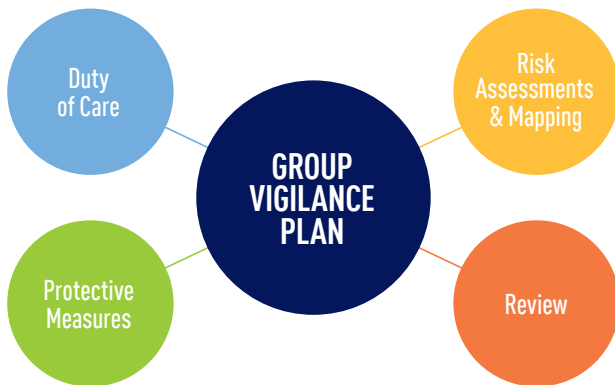 Duty
of Care
Risk
Assessments
& Mapping
GROUP
VIGILANCE
PLAN
Protective
Measures
Review